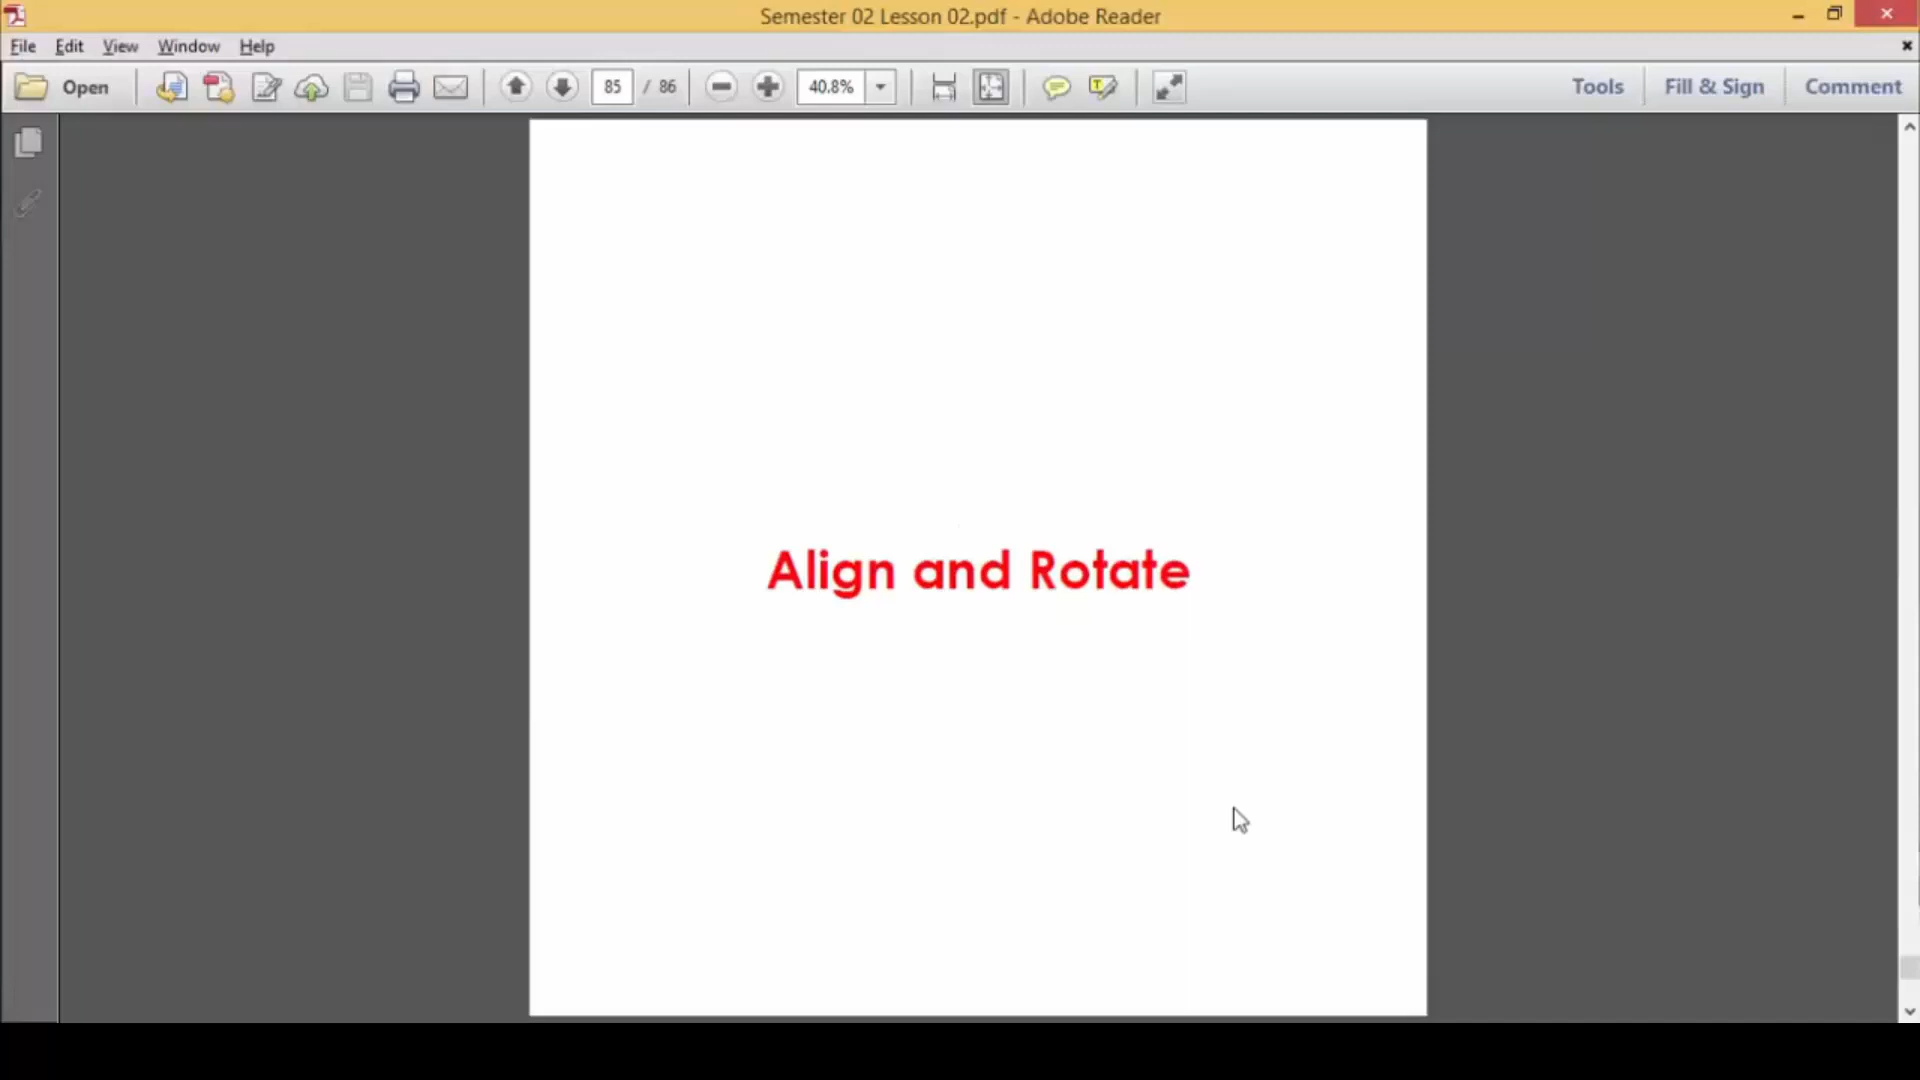 Semester 02 Lesson 02.pdf - Adobe Reader
File Edit View Window Help
Open 85 / 86 40.8% Tools Fill & Sign Comment
Align and Rotate